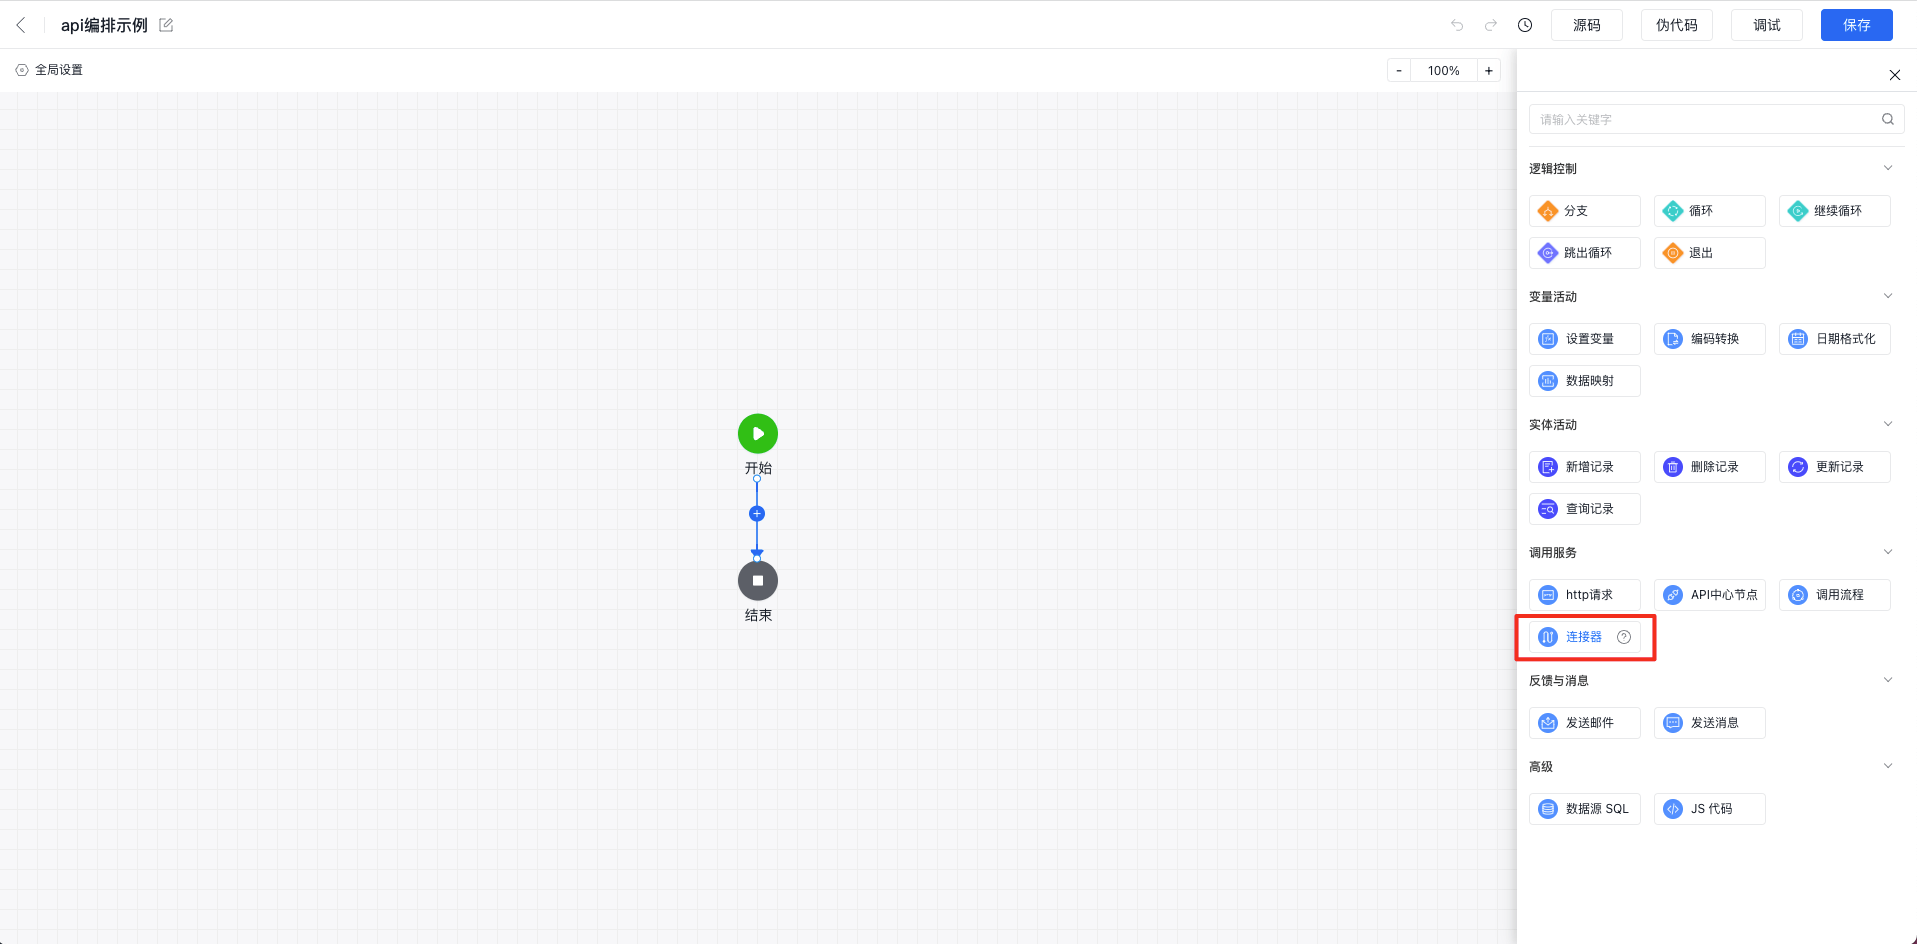 api编排示例
源码
伪代码
调试
保存
全局设置
- 100% +
请输入关键字
逻辑控制
分支
循环
继续循环
跳出循环
退出
变量活动
设置变量
编码转换
日期格式化
数据映射
实体活动
新增记录
删除记录
更新记录
查询记录
调用服务
http请求
API中心节点
调用流程
连接器
反馈与消息
发送邮件
发送消息
高级
数据源 SQL
JS 代码
开始
结束